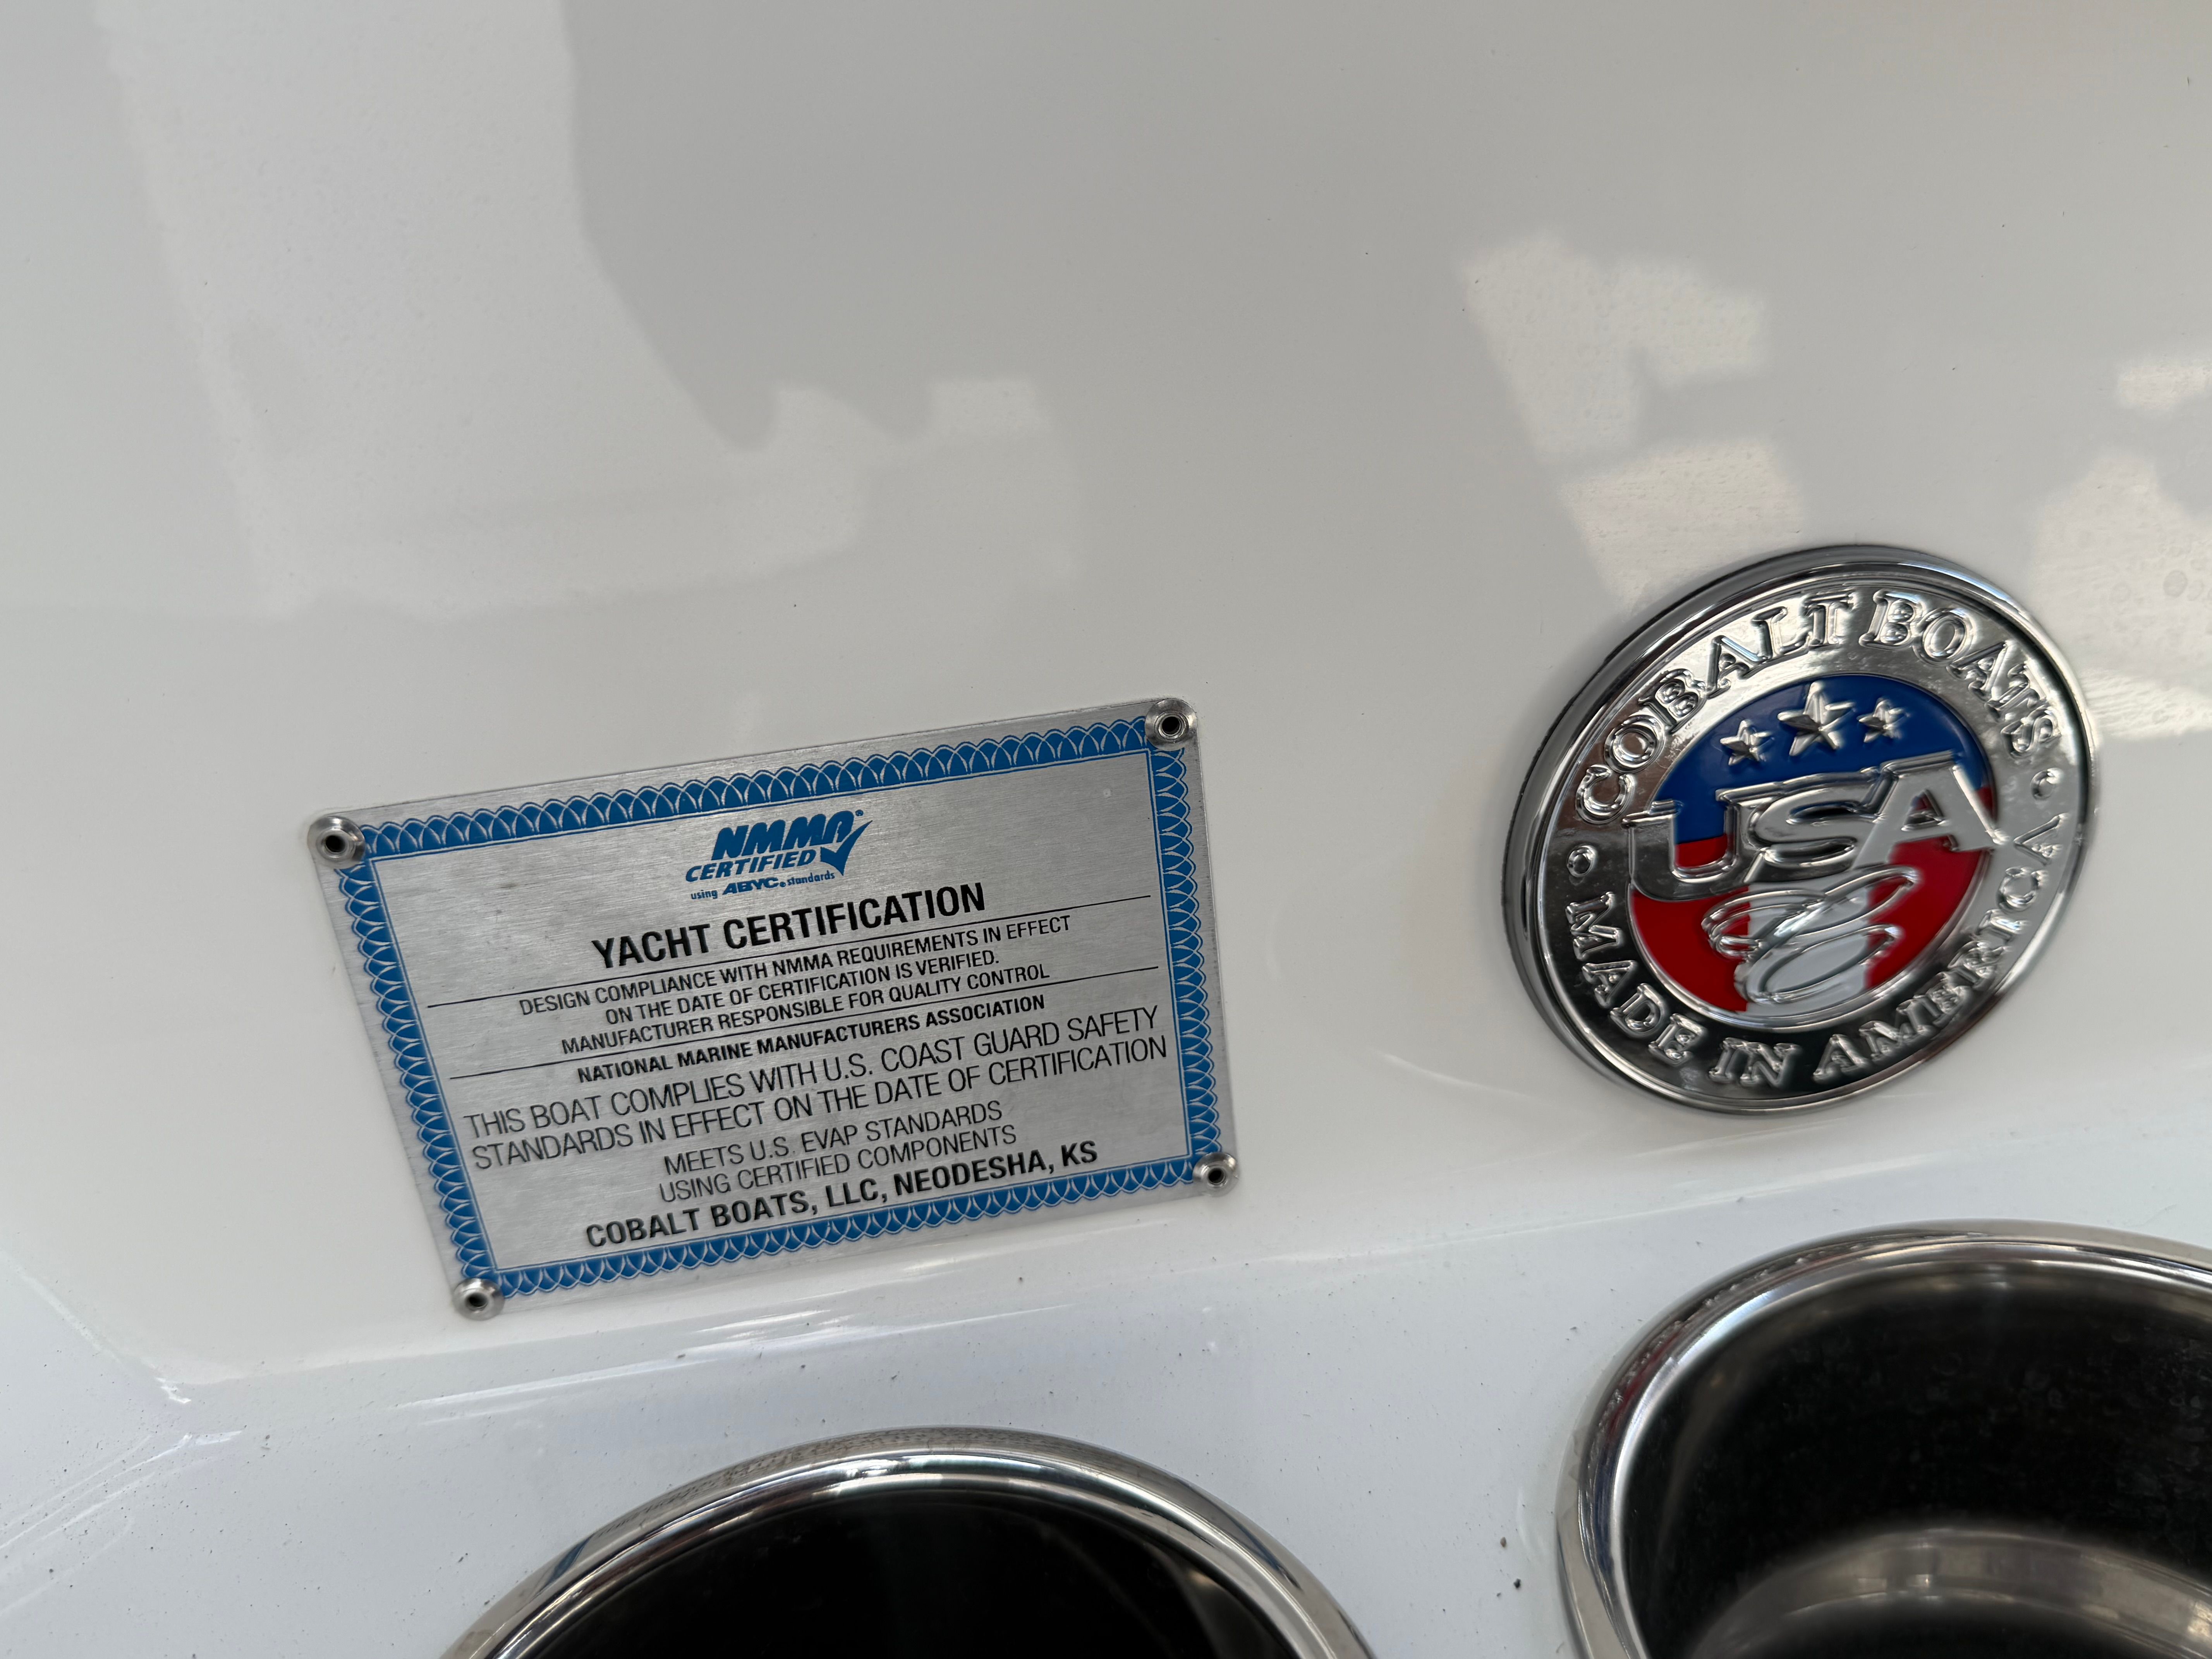 NMMA®
CERTIFIED
using ABYC® standards
YACHT CERTIFICATION
DESIGN COMPLIANCE WITH NMMA REQUIREMENTS IN EFFECT
ON THE DATE OF CERTIFICATION IS VERIFIED.
MANUFACTURER RESPONSIBLE FOR QUALITY CONTROL
NATIONAL MARINE MANUFACTURERS ASSOCIATION
THIS BOAT COMPLIES WITH U.S. COAST GUARD SAFETY
STANDARDS IN EFFECT ON THE DATE OF CERTIFICATION
MEETS U.S. EVAP STANDARDS
USING CERTIFIED COMPONENTS
COBALT BOATS, LLC, NEODESHA, KS
COBALT BOATS
USA
MADE IN AMERICA